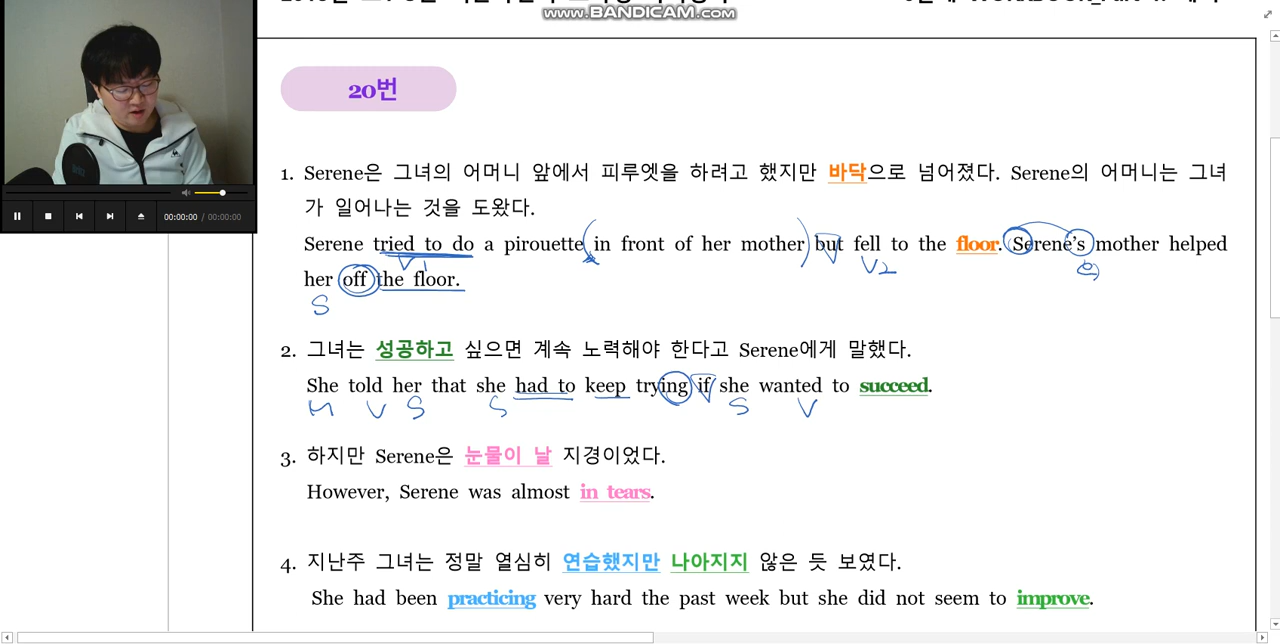 WWW.BANDICAM.COM
00:00:00 / 00:00:00
20번
1. Serene은 그녀의 어머니 앞에서 피루엣을 하려고 했지만 바닥으로 넘어졌다. Serene의 어머니는 그녀
가 일어나는 것을 도왔다.
Serene tried to do a pirouette in front of her mother but fell to the floor. Serene's mother helped
V1 V2
her off the floor.
S
2. 그녀는 성공하고 싶으면 계속 노력해야 한다고 Serene에게 말했다.
She told her that she had to keep trying if she wanted to succeed.
M V S S S V
3. 하지만 Serene은 눈물이 날 지경이었다.
However, Serene was almost in tears.
4. 지난주 그녀는 정말 열심히 연습했지만 나아지지 않은 듯 보였다.
She had been practicing very hard the past week but she did not seem to improve.